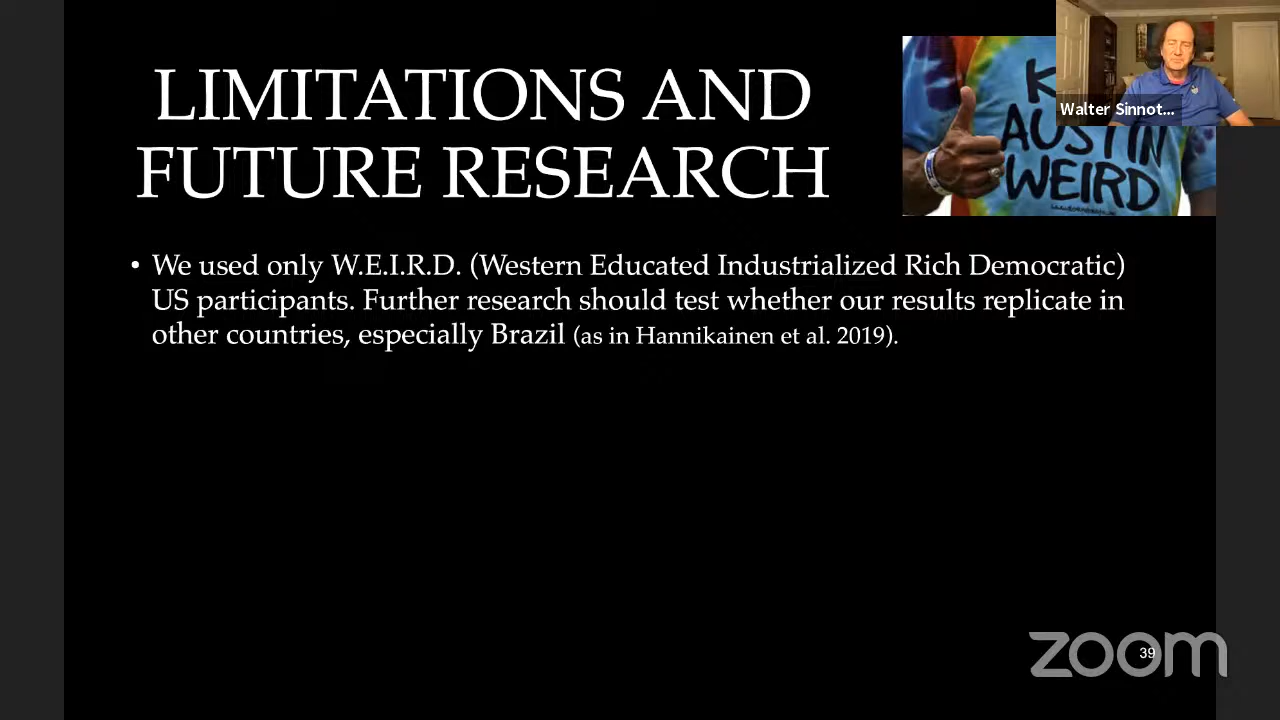 LIMITATIONS AND
FUTURE RESEARCH
K
AUSTIN
WEIRD
Walter Sinnot...
• We used only W.E.I.R.D. (Western Educated Industrialized Rich Democratic)
US participants. Further research should test whether our results replicate in
other countries, especially Brazil (as in Hannikainen et al. 2019).
zoom
39